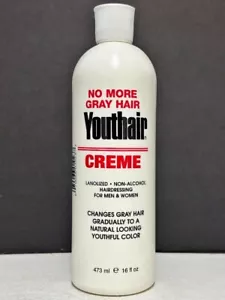 NO MORE
GRAY HAIR
Youthair
CREME
LANOLIZED • NON-ALCOHOL
HAIRDRESSING
FOR MEN & WOMEN
CHANGES GRAY HAIR
GRADUALLY TO A
NATURAL LOOKING
YOUTHFUL COLOR
473 ml e 16 fl oz